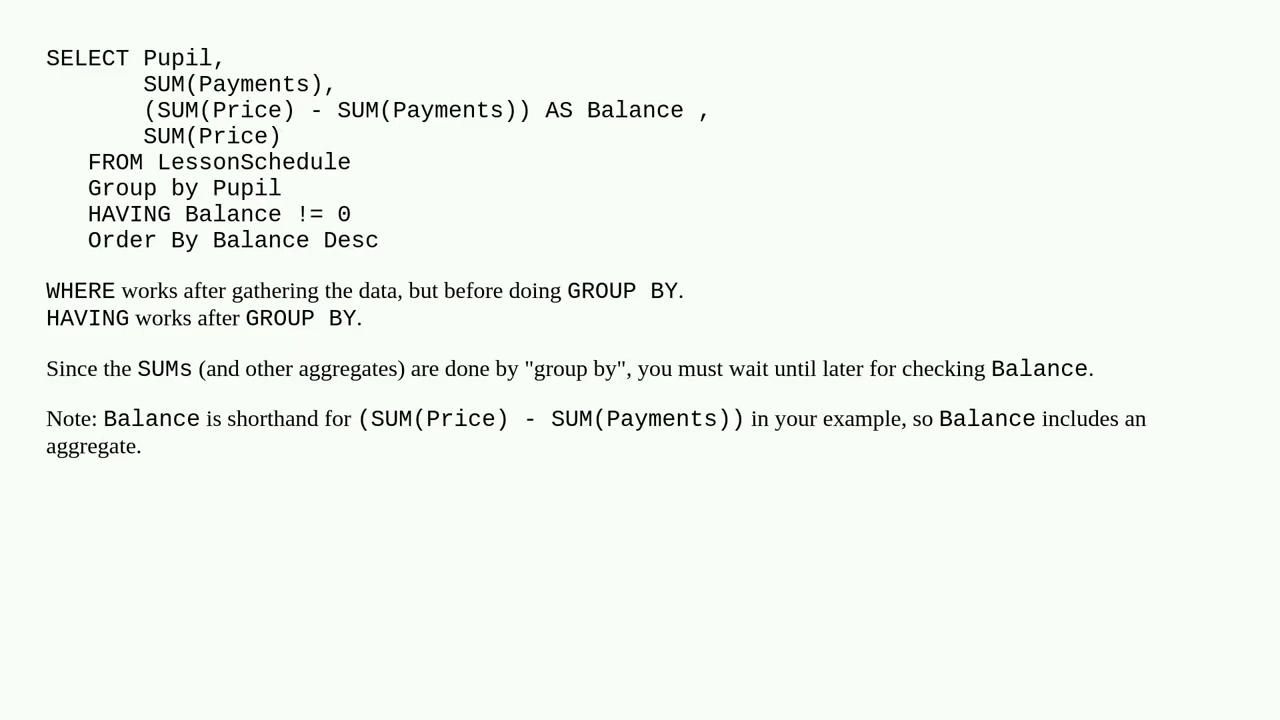 SELECT Pupil,
       SUM(Payments),
       (SUM(Price) - SUM(Payments)) AS Balance ,
       SUM(Price)
   FROM LessonSchedule
   Group by Pupil
   HAVING Balance != 0
   Order By Balance Desc
WHERE works after gathering the data, but before doing GROUP BY.
HAVING works after GROUP BY.
Since the SUMs (and other aggregates) are done by "group by", you must wait until later for checking Balance.
Note: Balance is shorthand for (SUM(Price) - SUM(Payments)) in your example, so Balance includes an
aggregate.